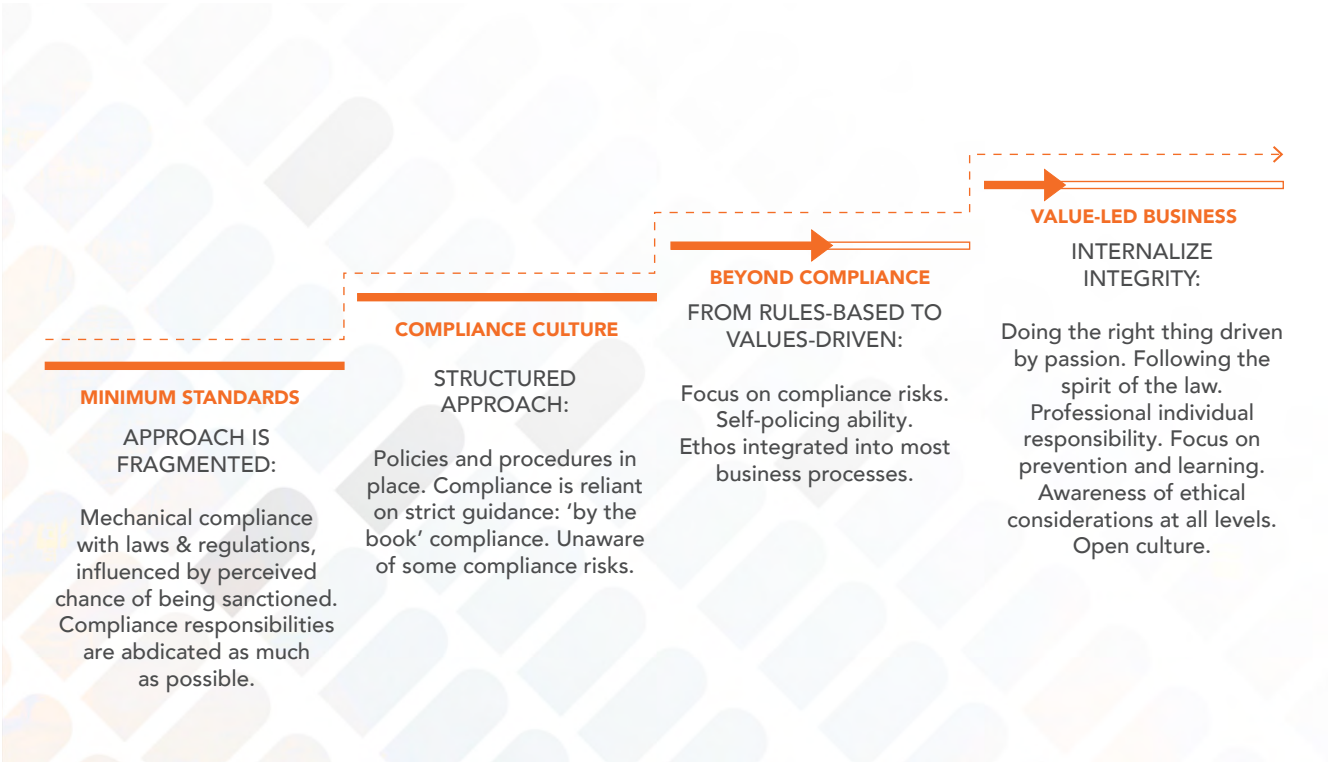 MINIMUM STANDARDS
APPROACH IS
FRAGMENTED:
Mechanical compliance
with laws & regulations,
influenced by perceived
chance of being sanctioned.
Compliance responsibilities
are abdicated as much
as possible.
COMPLIANCE CULTURE
STRUCTURED
APPROACH:
Policies and procedures in
place. Compliance is reliant
on strict guidance: ‘by the
book’ compliance. Unaware
of some compliance risks.
BEYOND COMPLIANCE
FROM RULES-BASED TO
VALUES-DRIVEN:
Focus on compliance risks.
Self-policing ability.
Ethos integrated into most
business processes.
VALUE-LED BUSINESS
INTERNALIZE
INTEGRITY:
Doing the right thing driven
by passion. Following the
spirit of the law.
Professional individual
responsibility. Focus on
prevention and learning.
Awareness of ethical
considerations at all levels.
Open culture.